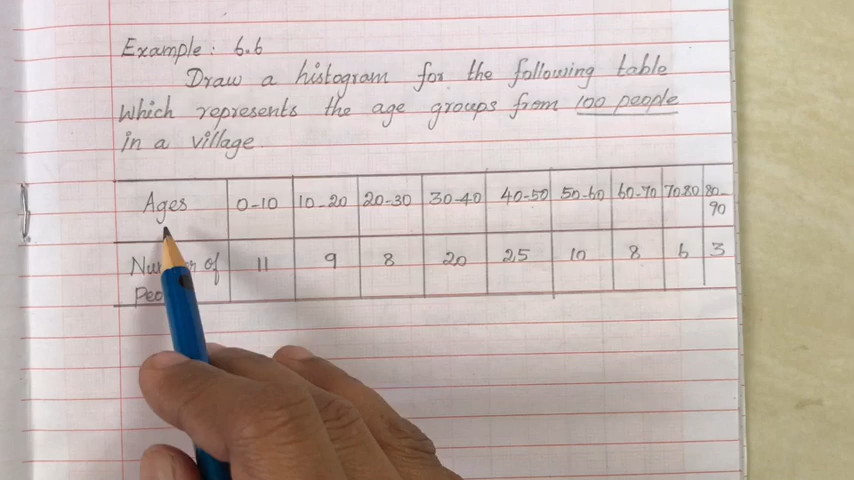 Example: 6.6
Draw a histogram for the following table
Which represents the age groups from 100 people
in a village.
Ages 0-10 10-20 20-30 30-40 40-50 50-60 60-70 70-80 80-90
of 11 9 8 20 25 10 8 6 3